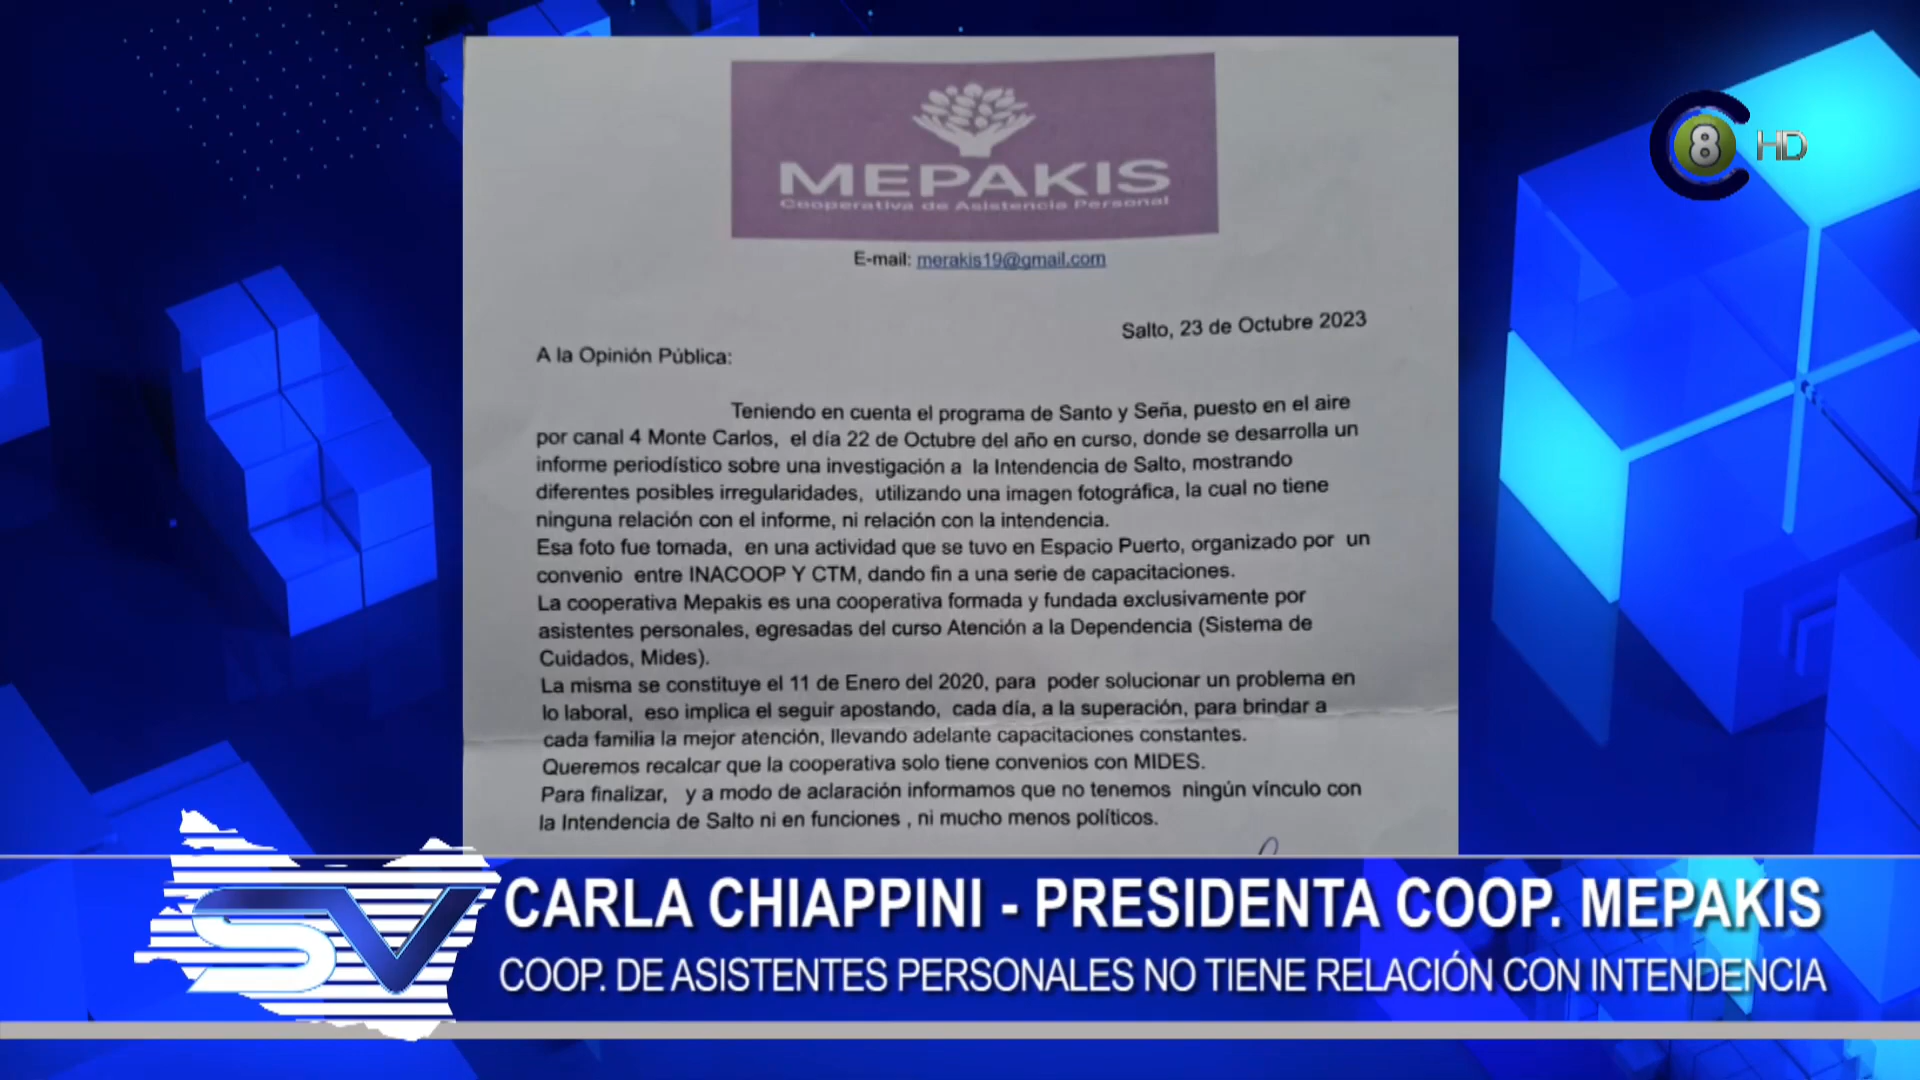 MEPAKIS
Cooperativa de Asistencia Personal
E-mail: merakis19@gmail.com
8 HD
Salto, 23 de Octubre 2023
A la Opinión Pública:
Teniendo en cuenta el programa de Santo y Seña, puesto en el aire
por canal 4 Monte Carlos, el día 22 de Octubre del año en curso, donde se desarrolla un
informe periodístico sobre una investigación a la Intendencia de Salto, mostrando
diferentes posibles irregularidades, utilizando una imagen fotográfica, la cual no tiene
ninguna relación con el informe, ni relación con la intendencia.
Esa foto fue tomada, en una actividad que se tuvo en Espacio Puerto, organizado por un
convenio entre INACOOP Y CTM, dando fin a una serie de capacitaciones.
La cooperativa Mepakis es una cooperativa formada y fundada exclusivamente por
asistentes personales, egresadas del curso Atención a la Dependencia (Sistema de
Cuidados, Mides).
La misma se constituye el 11 de Enero del 2020, para poder solucionar un problema en
lo laboral, eso implica el seguir apostando, cada día, a la superación, para brindar a
cada familia la mejor atención, llevando adelante capacitaciones constantes.
Queremos recalcar que la cooperativa solo tiene convenios con MIDES.
Para finalizar, y a modo de aclaración informamos que no tenemos ningún vínculo con
la Intendencia de Salto ni en funciones , ni mucho menos políticos.
SV
CARLA CHIAPPINI - PRESIDENTA COOP. MEPAKIS
COOP. DE ASISTENTES PERSONALES NO TIENE RELACIÓN CON INTENDENCIA